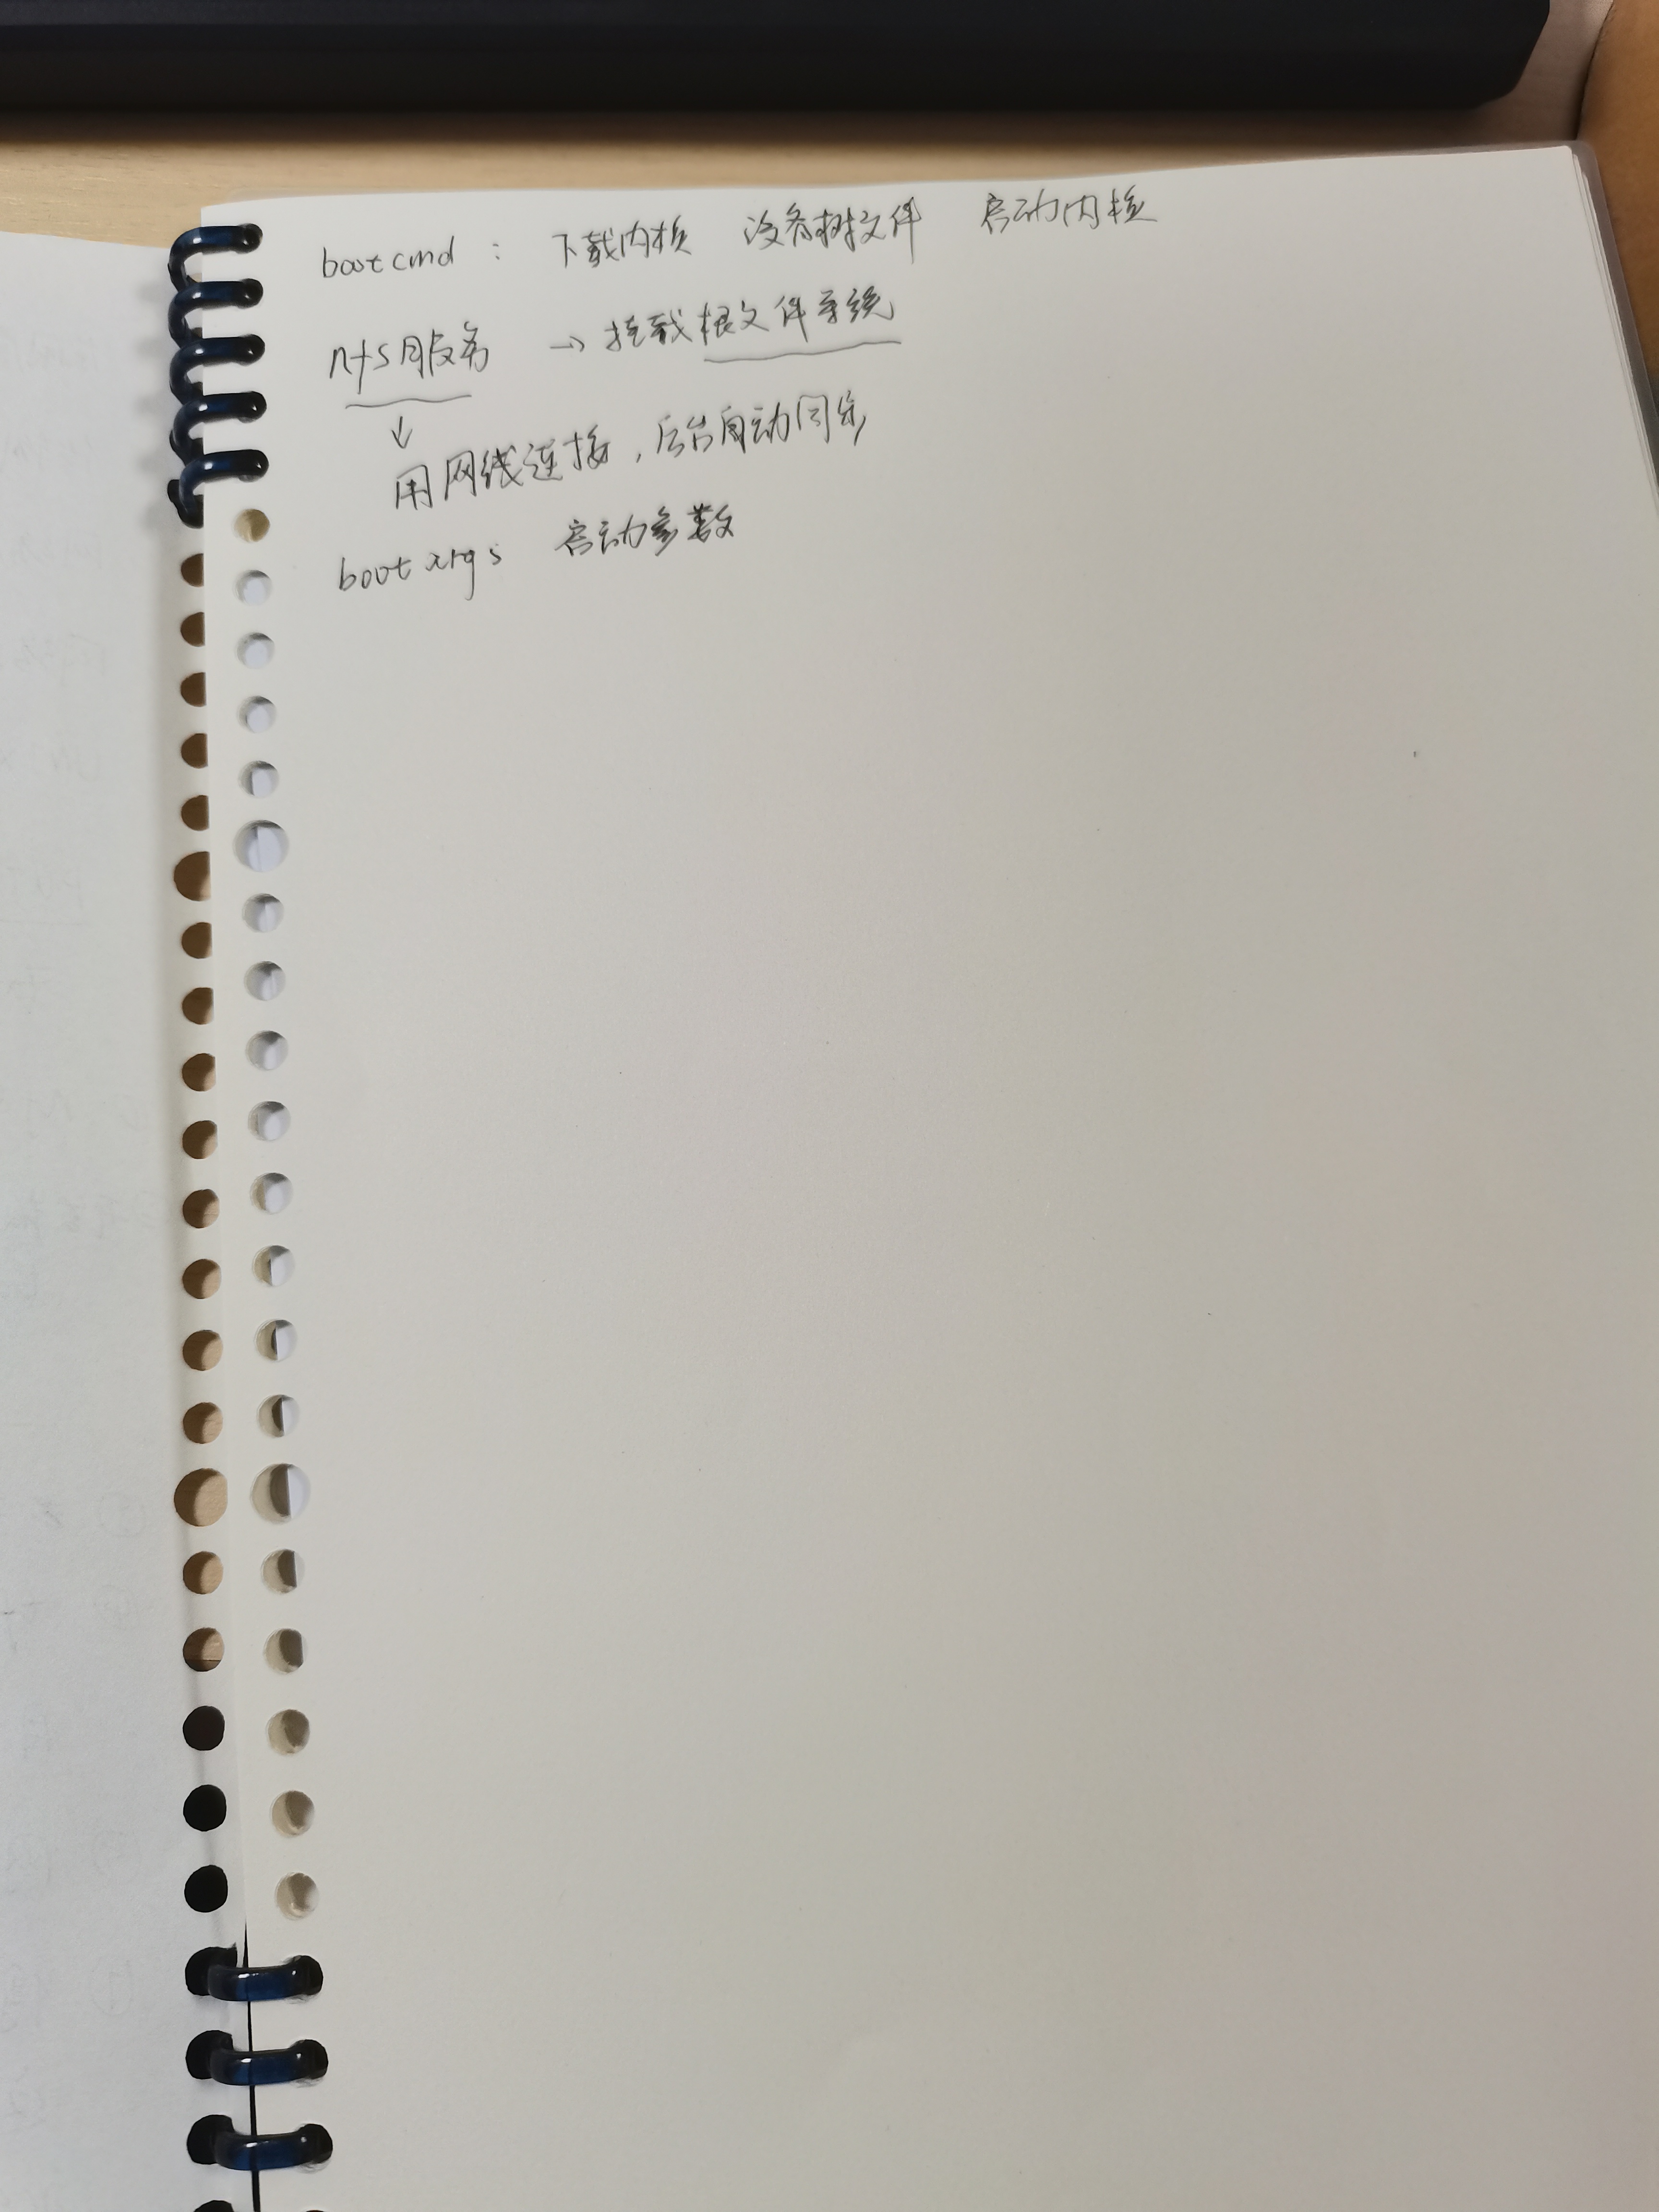 bootcmd : 下载内核 设备树文件 启动内核
nfs服务 → 挂载根文件系统
↓
用网线连接，后台自动同步
bootargs 启动参数